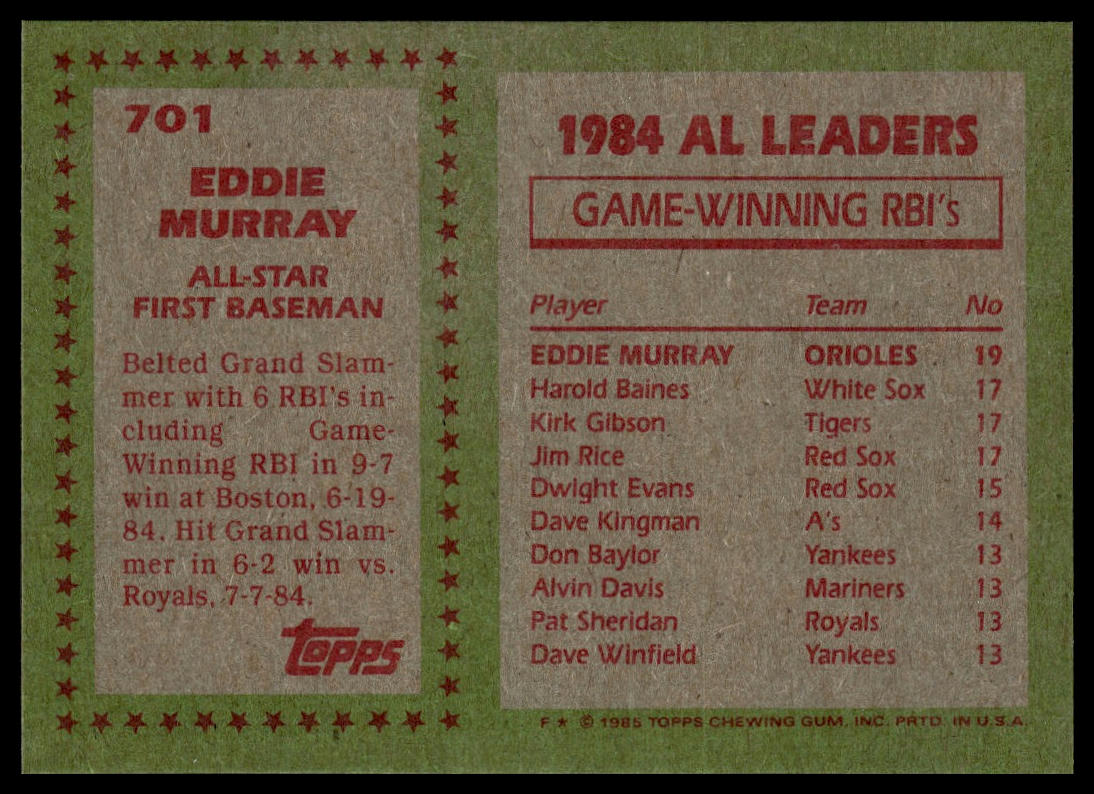 701
EDDIE
MURRAY
ALL-STAR
FIRST BASEMAN
Belted Grand Slam-
mer with 6 RBI's in-
cluding Game-
Winning RBI in 9-7
win at Boston, 6-19-
84. Hit Grand Slam-
mer in 6-2 win vs.
Royals, 7-7-84.
TOPPS
1984 AL LEADERS
GAME-WINNING RBI's
Player Team No
EDDIE MURRAY ORIOLES 19
Harold Baines White Sox 17
Kirk Gibson Tigers 17
Jim Rice Red Sox 17
Dwight Evans Red Sox 15
Dave Kingman A's 14
Don Baylor Yankees 13
Alvin Davis Mariners 13
Pat Sheridan Royals 13
Dave Winfield Yankees 13
F ★ © 1985 TOPPS CHEWING GUM, INC. PRTD. IN U.S.A.